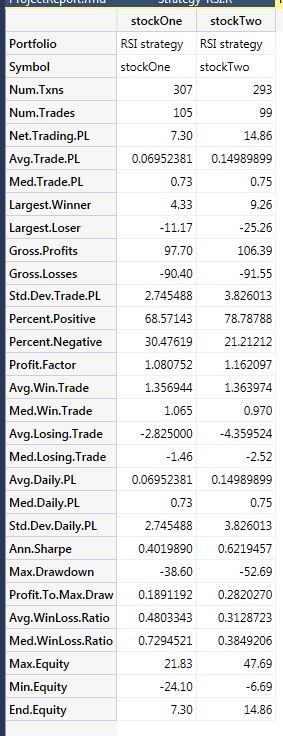 ProjectReport.rmd Strategy-RSI.R
stockOne stockTwo
Portfolio RSI strategy RSI strategy
Symbol stockOne stockTwo
Num.Txns 307 293
Num.Trades 105 99
Net.Trading.PL 7.30 14.86
Avg.Trade.PL 0.06952381 0.14989899
Med.Trade.PL 0.73 0.75
Largest.Winner 4.33 9.26
Largest.Loser -11.17 -25.26
Gross.Profits 97.70 106.39
Gross.Losses -90.40 -91.55
Std.Dev.Trade.PL 2.745488 3.826013
Percent.Positive 68.57143 78.78788
Percent.Negative 30.47619 21.21212
Profit.Factor 1.080752 1.162097
Avg.Win.Trade 1.356944 1.363974
Med.Win.Trade 1.065 0.970
Avg.Losing.Trade -2.825000 -4.359524
Med.Losing.Trade -1.46 -2.52
Avg.Daily.PL 0.06952381 0.14989899
Med.Daily.PL 0.73 0.75
Std.Dev.Daily.PL 2.745488 3.826013
Ann.Sharpe 0.4019890 0.6219457
Max.Drawdown -38.60 -52.69
Profit.To.Max.Draw 0.1891192 0.2820270
Avg.WinLoss.Ratio 0.4803343 0.3128723
Med.WinLoss.Ratio 0.7294521 0.3849206
Max.Equity 21.83 47.69
Min.Equity -24.10 -6.69
End.Equity 7.30 14.86